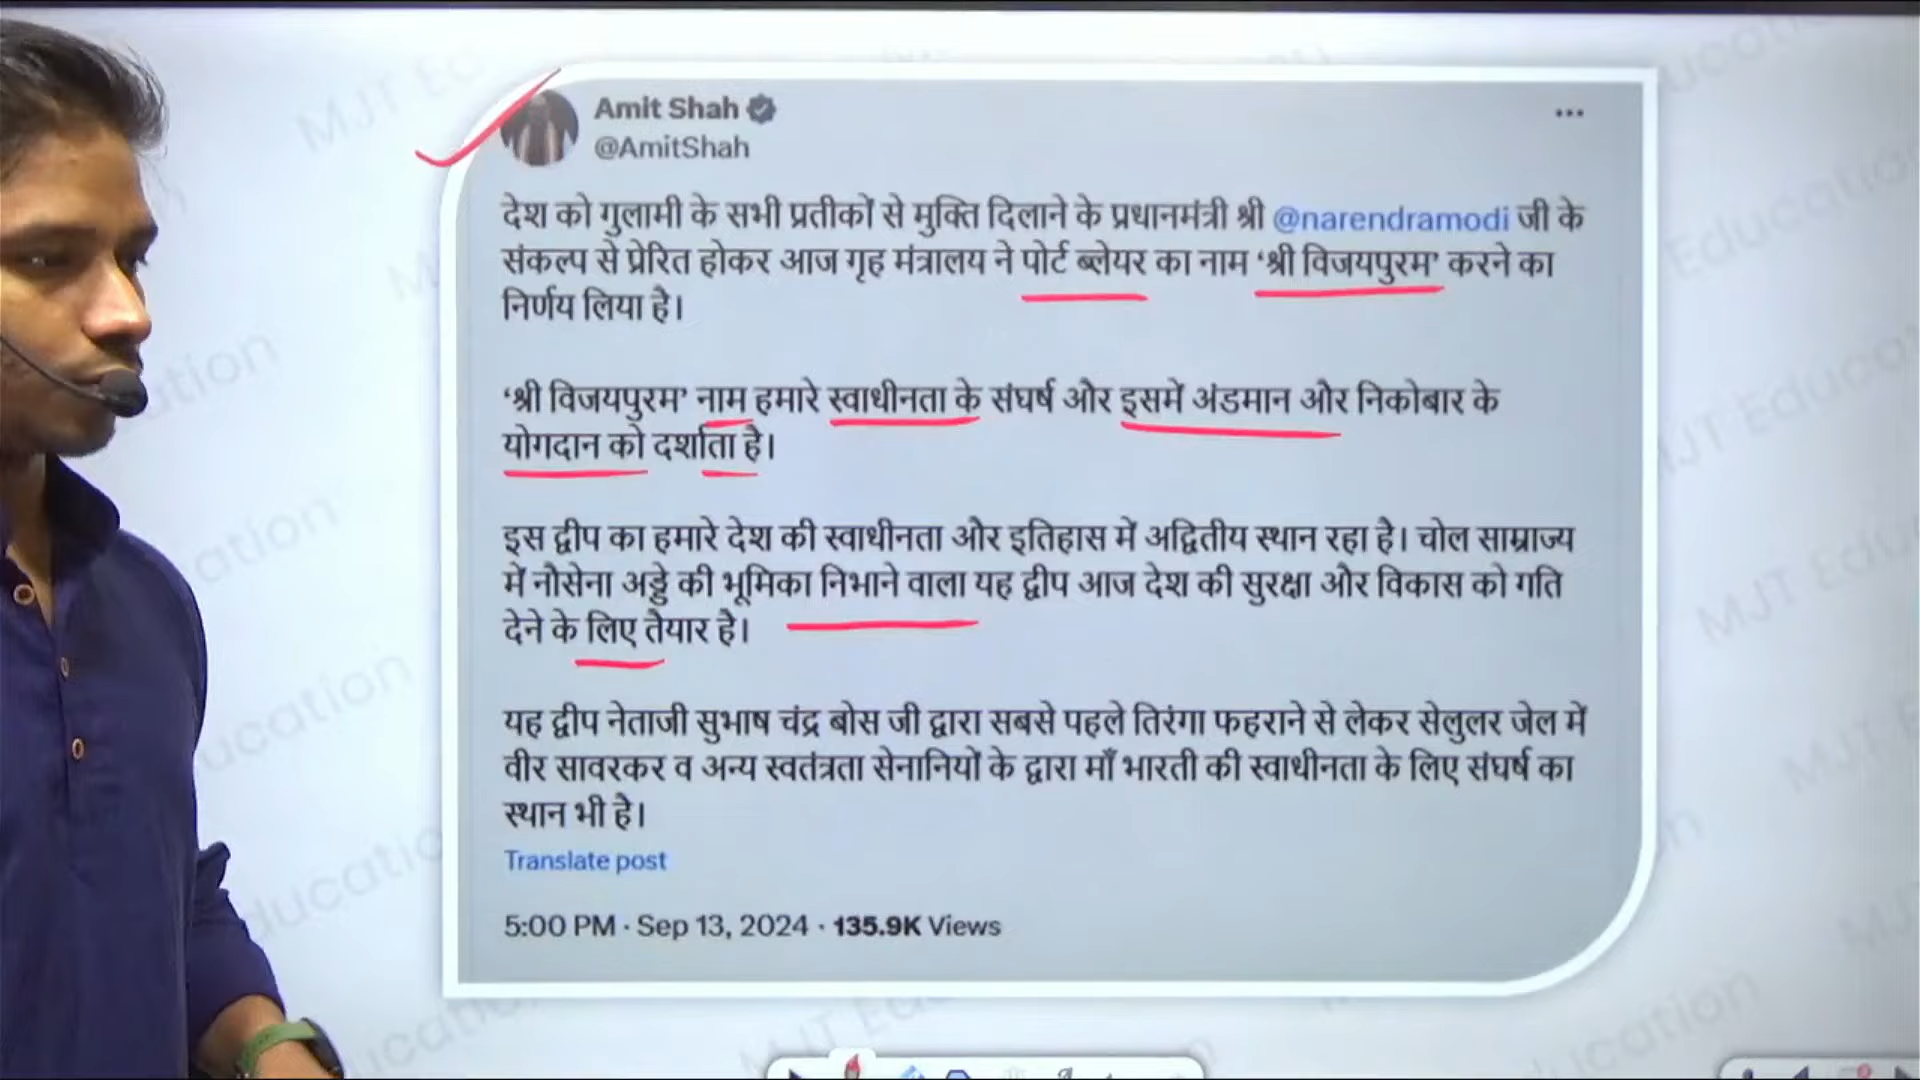 Amit Shah
@AmitShah
देश को गुलामी के सभी प्रतीकों से मुक्ति दिलाने के प्रधानमंत्री श्री @narendramodi जी के
संकल्प से प्रेरित होकर आज गृह मंत्रालय ने पोर्ट ब्लेयर का नाम ‘श्री विजयपुरम’ करने का
निर्णय लिया है।
‘श्री विजयपुरम’ नाम हमारे स्वाधीनता के संघर्ष और इसमें अंडमान और निकोबार के
योगदान को दर्शाता है।
इस द्वीप का हमारे देश की स्वाधीनता और इतिहास में अद्वितीय स्थान रहा है। चोल साम्राज्य
में नौसेना अड्डे की भूमिका निभाने वाला यह द्वीप आज देश की सुरक्षा और विकास को गति
देने के लिए तैयार है।
यह द्वीप नेताजी सुभाष चंद्र बोस जी द्वारा सबसे पहले तिरंगा फहराने से लेकर सेलुलर जेल में
वीर सावरकर व अन्य स्वतंत्रता सेनानियों के द्वारा माँ भारती की स्वाधीनता के लिए संघर्ष का
स्थान भी है।
Translate post
5:00 PM · Sep 13, 2024 · 135.9K Views
MJT Education